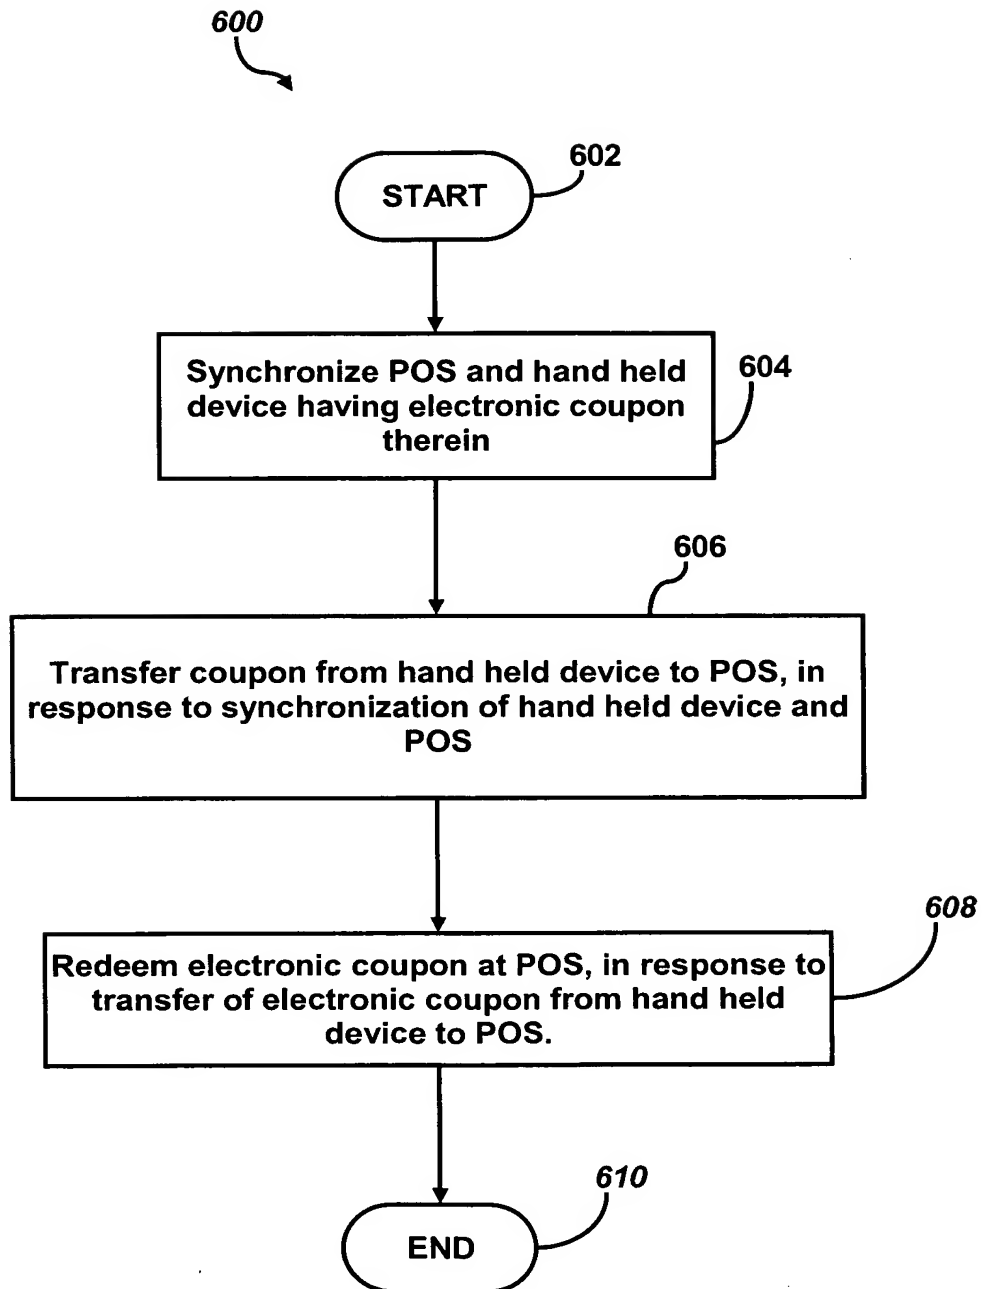 600
602
START
Synchronize POS and hand held
device having electronic coupon
therein
604
606
Transfer coupon from hand held device to POS, in
response to synchronization of hand held device and
POS
608
Redeem electronic coupon at POS, in response to
transfer of electronic coupon from hand held
device to POS.
610
END